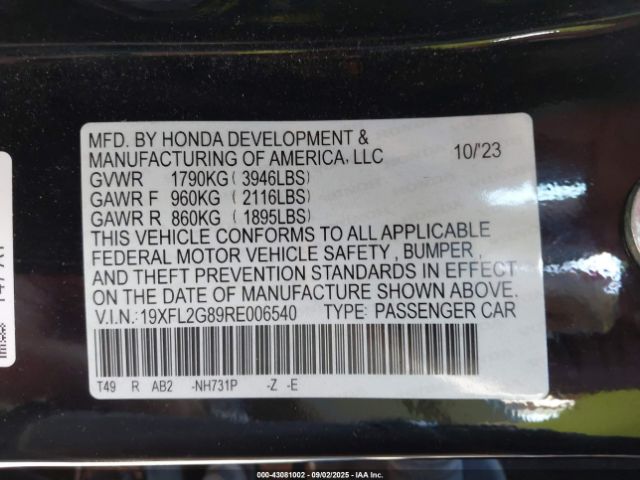 MFD. BY HONDA DEVELOPMENT &
MANUFACTURING OF AMERICA, LLC 10/'23
GVWR 1790KG ( 3946LBS)
GAWR F 960KG ( 2116LBS)
GAWR R 860KG ( 1895LBS)
THIS VEHICLE CONFORMS TO ALL APPLICABLE
FEDERAL MOTOR VEHICLE SAFETY , BUMPER ,
AND THEFT PREVENTION STANDARDS IN EFFECT
ON THE DATE OF MANUFACTURE SHOWN ABOVE.
V.I.N.:19XFL2G89RE006540 TYPE: PASSENGER CAR
T49 R AB2 -NH731P -Z -E
000-43081002 - 09/02/2025 - IAAI Inc.